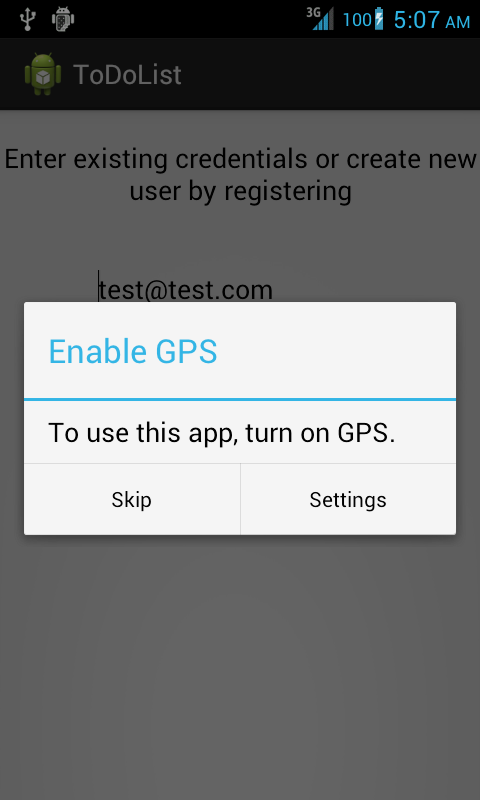 3G 100 5:07 AM
ToDoList
Enter existing credentials or create new
user by registering
test@test.com
Enable GPS
To use this app, turn on GPS.
Skip Settings